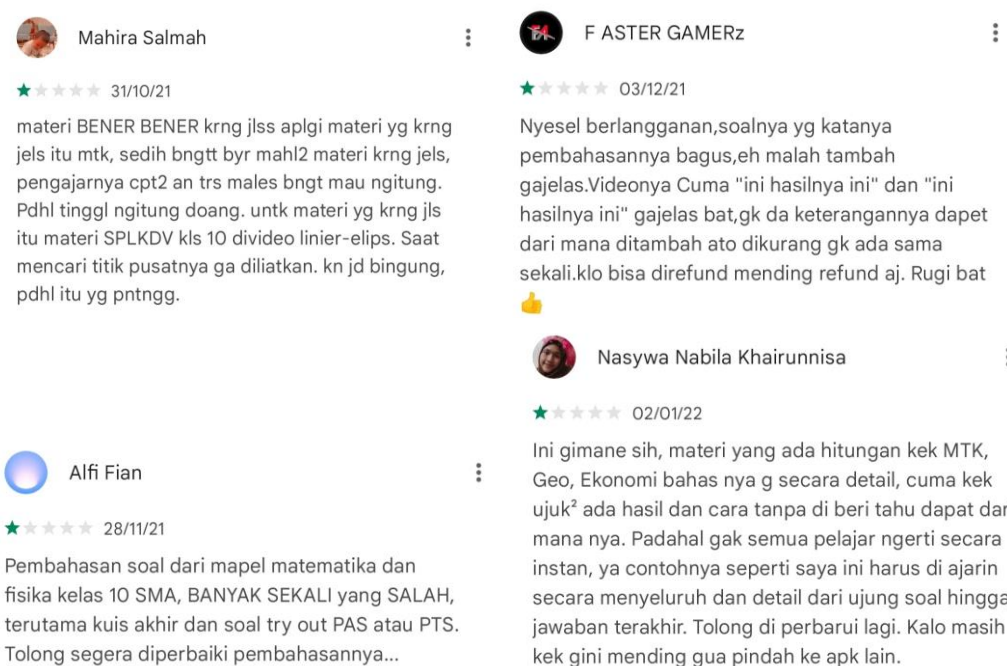 Mahira Salmah
31/10/21
materi BENER BENER krng jlss aplgi materi yg krng
jels itu mtk, sedih bngtt byr mahl2 materi krng jels,
pengajarnya cpt2 an trs males bngt mau ngitung.
Pdhl tinggl ngitung doang. untk materi yg krng jls
itu materi SPLKDV kls 10 divideo linier-elips. Saat
mencari titik pusatnya ga diliatkan. kn jd bingung,
pdhl itu yg pntngg.
Alfi Fian
28/11/21
Pembahasan soal dari mapel matematika dan
fisika kelas 10 SMA, BANYAK SEKALI yang SALAH,
terutama kuis akhir dan soal try out PAS atau PTS.
Tolong segera diperbaiki pembahasannya...
F ASTER GAMERz
03/12/21
Nyesel berlangganan,soalnya yg katanya
pembahasannya bagus,eh malah tambah
gajelas.Videonya Cuma "ini hasilnya ini" dan "ini
hasilnya ini" gajelas bat,gk da keterangannya dapet
dari mana ditambah ato dikurang gk ada sama
sekali.klo bisa direfund mending refund aj. Rugi bat
👍
Nasywa Nabila Khairunnisa
02/01/22
Ini gimane sih, materi yang ada hitungan kek MTK,
Geo, Ekonomi bahas nya g secara detail, cuma kek
ujuk² ada hasil dan cara tanpa di beri tahu dapat dar
mana nya. Padahal gak semua pelajar ngerti secara
instan, ya contohnya seperti saya ini harus di ajarin
secara menyeluruh dan detail dari ujung soal hingga
jawaban terakhir. Tolong di perbarui lagi. Kalo masih
kek gini mending gua pindah ke apk lain.